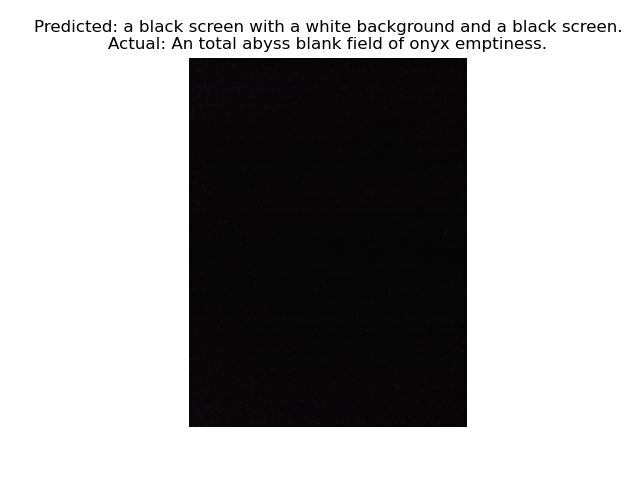 Predicted: a black screen with a white background and a black screen.
Actual: An total abyss blank field of onyx emptiness.